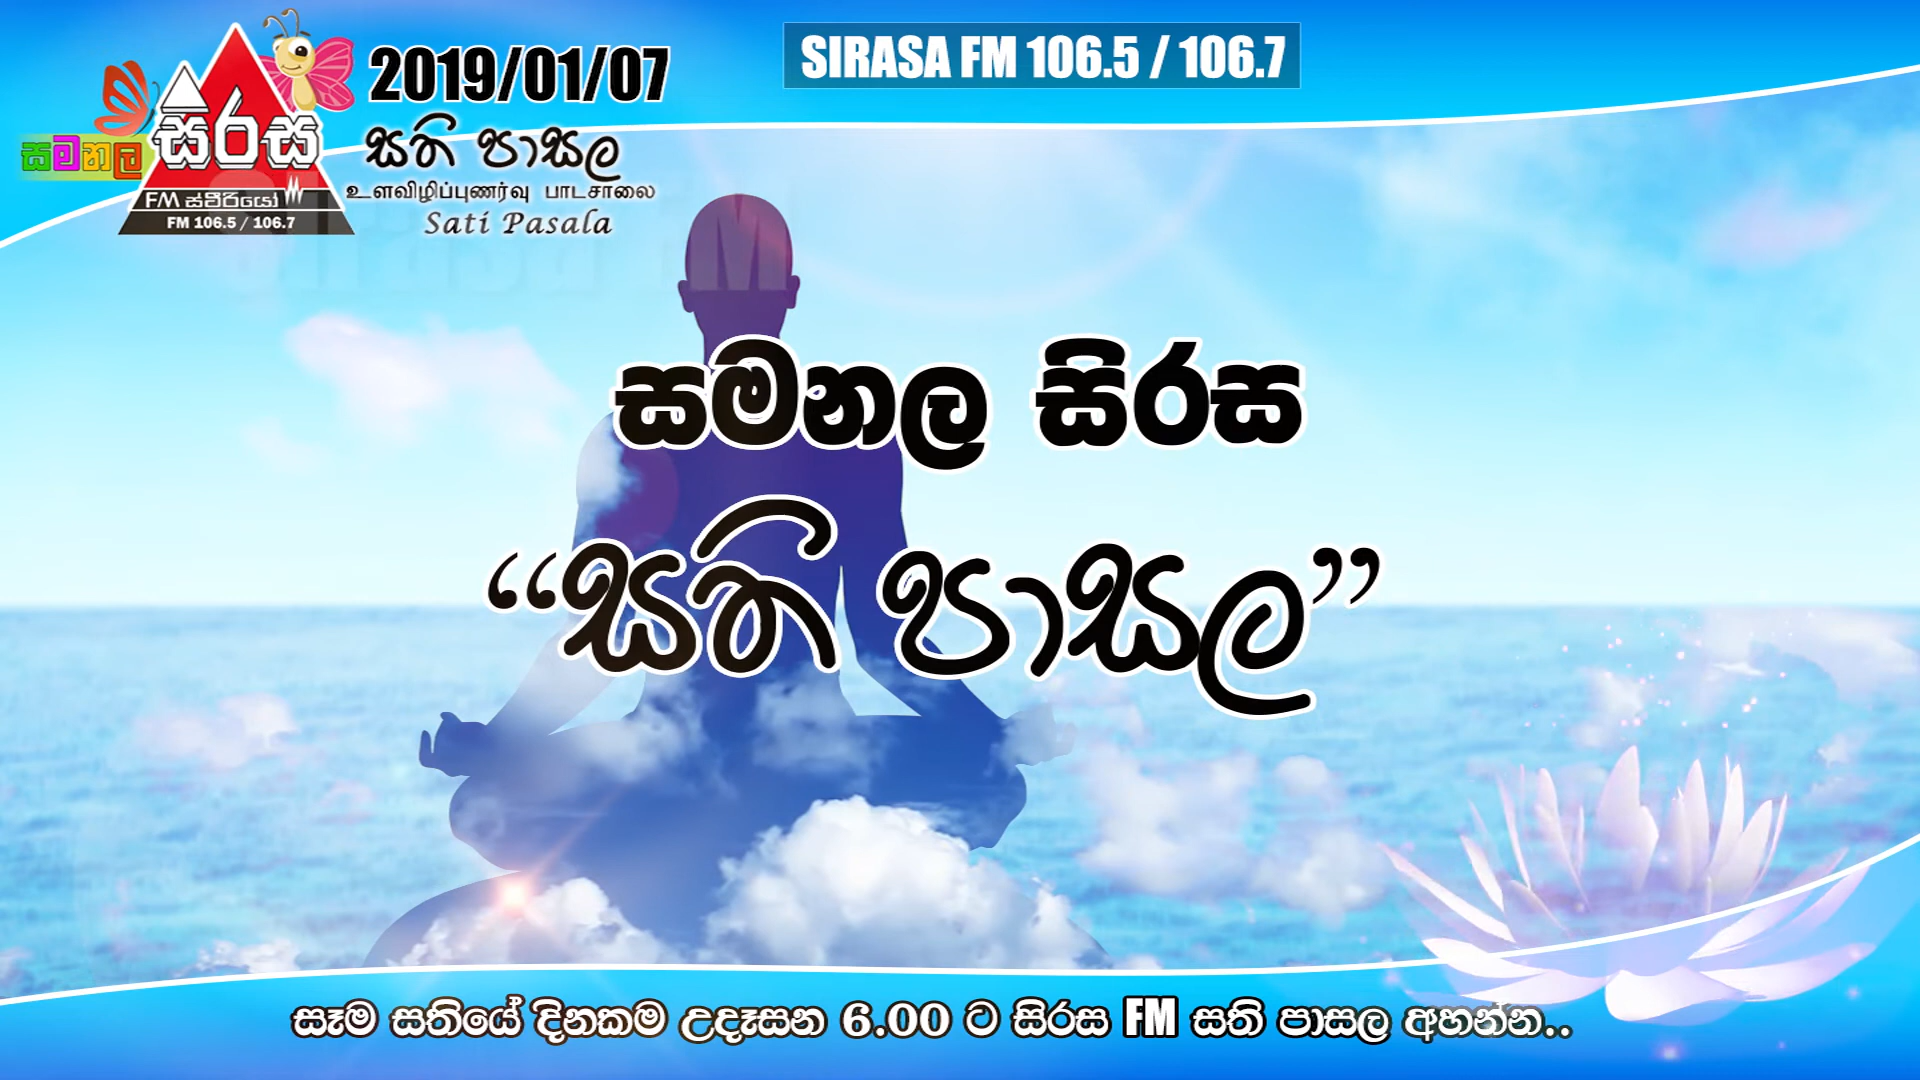 SIRASA FM 106.5 / 106.7
2019/01/07
සමනල
සිරස
FM ස්ටීරියෝ
FM 106.5 / 106.7
සති පාසල
உளவிழிப்புணர்வு பாடசாலை
Sati Pasala
සමනල සිරස
“සති පාසල”
සෑම සතියේ දිනකම උදෑසන 6.00 ට සිරස FM සති පාසල අහන්න..